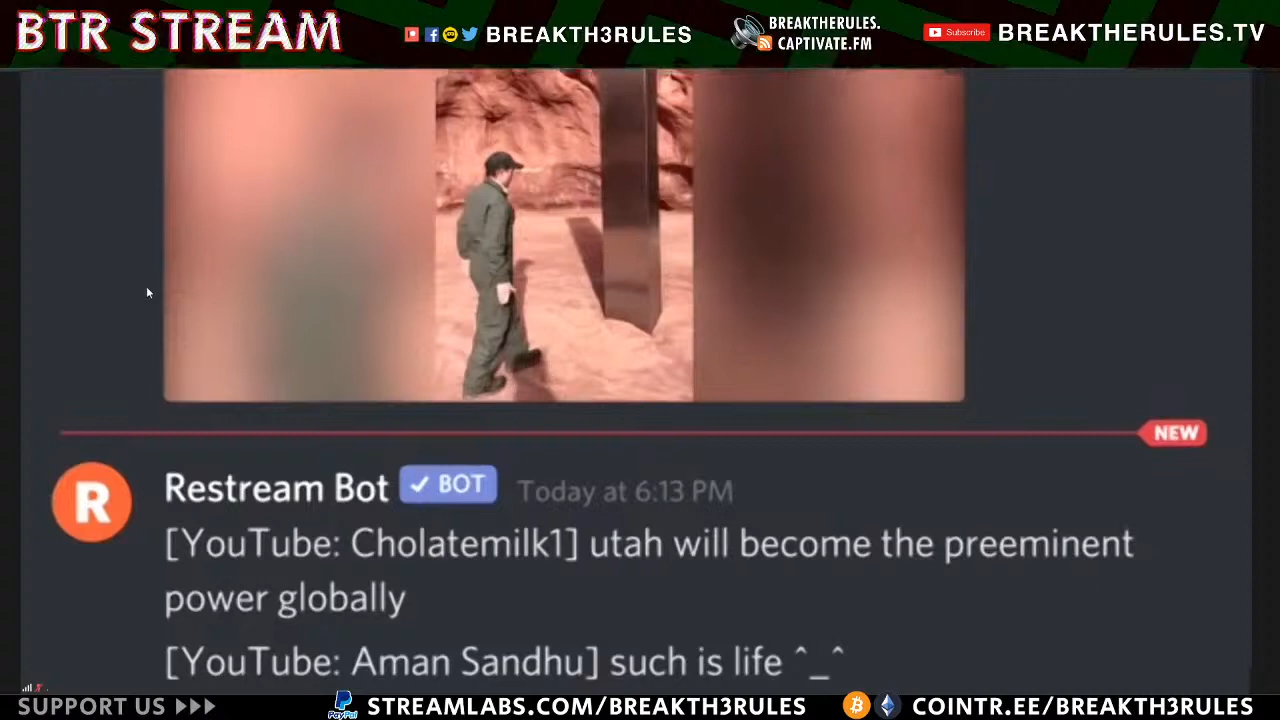 BTR STREAM
BREAKTH3RULES
BREAKTHERULES.
CAPTIVATE.FM
Subscribe
BREAKTHERULES.TV
NEW
R
Restream Bot ✓ BOT Today at 6:13 PM
[YouTube: Cholatemilk1] utah will become the preeminent
power globally
[YouTube: Aman Sandhu] such is life ^_^
SUPPORT US
PayPal
STREAMLABS.COM/BREAKTH3RULES
COINTR.EE/BREAKTH3RULES